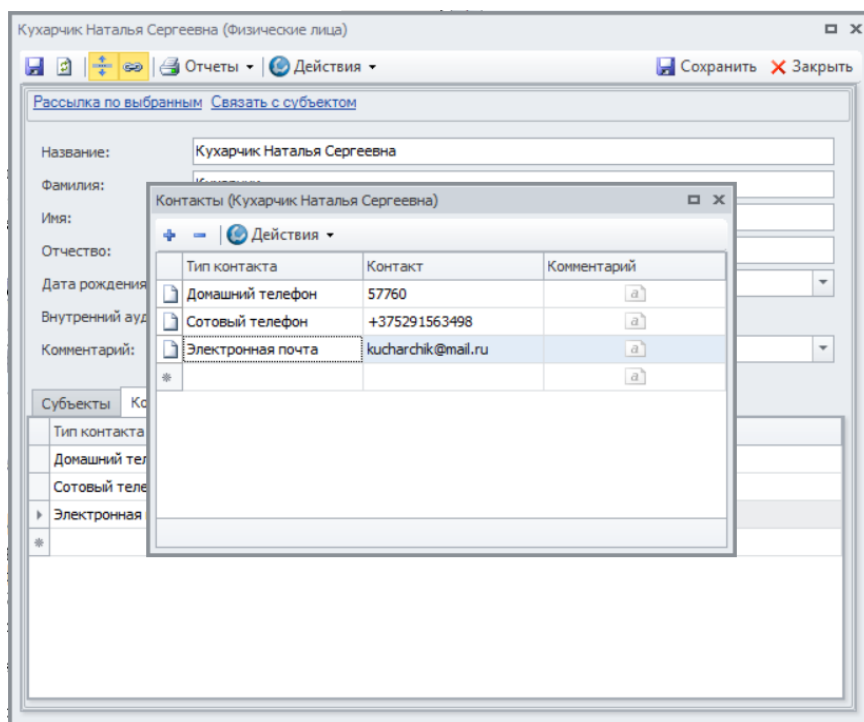 Кухарчик Наталья Сергеевна (Физические лица)
Отчеты Действия Сохранить Закрыть
Рассылка по выбранным Связать с субъектом
Название: Кухарчик Наталья Сергеевна
Фамилия:
Имя:
Отчество:
Дата рождения
Внутренний ауд
Комментарий:
Субъекты Ко
Тип контакта
Домашний тел
Сотовый теле
Электронная
Контакты (Кухарчик Наталья Сергеевна)
Действия
Тип контакта Контакт Комментарий
Домашний телефон 57760
Сотовый телефон +375291563498
Электронная почта kucharchik@mail.ru